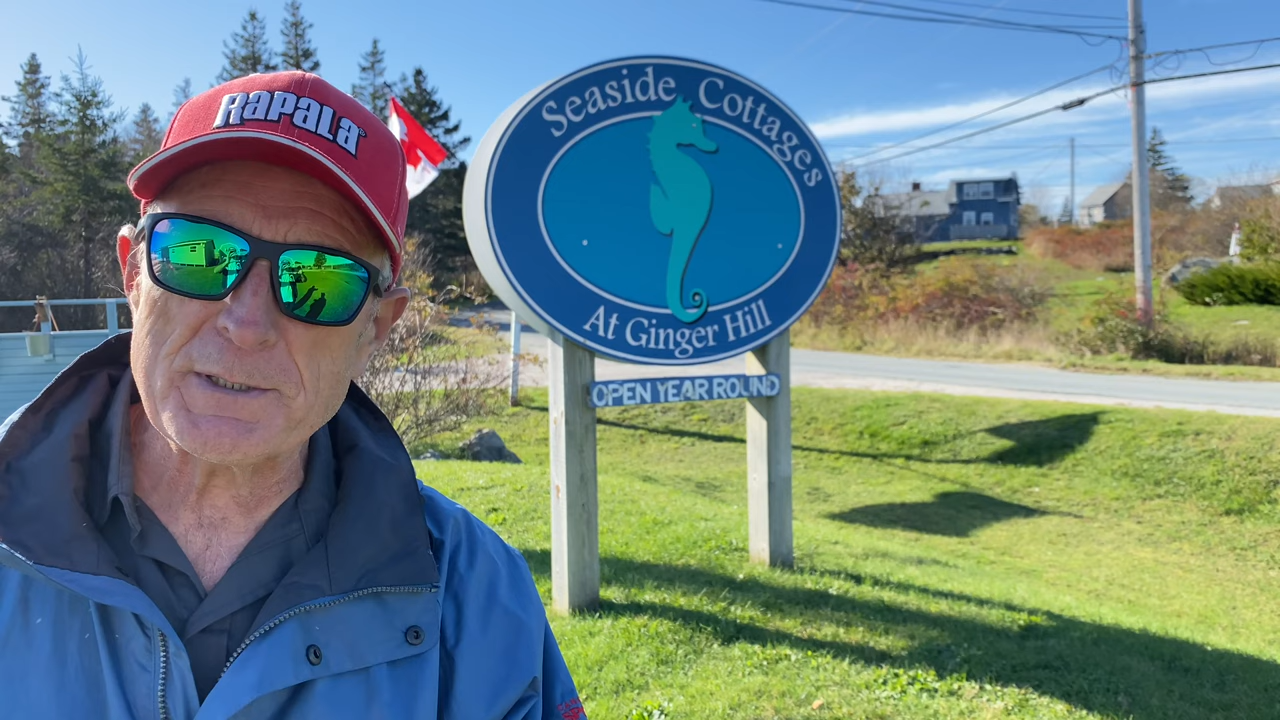 RAPALA®
Seaside Cottages
At Ginger Hill
OPEN YEAR ROUND